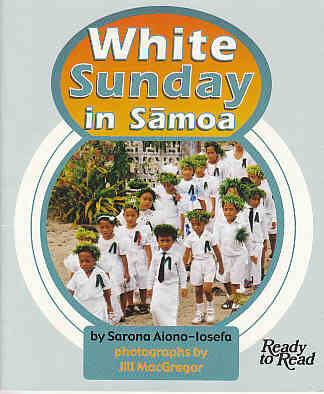 White
Sunday
in Sāmoa
by Sarona Aiono-Iosefa
photographs by
Jill MacGregor
Ready
to Read